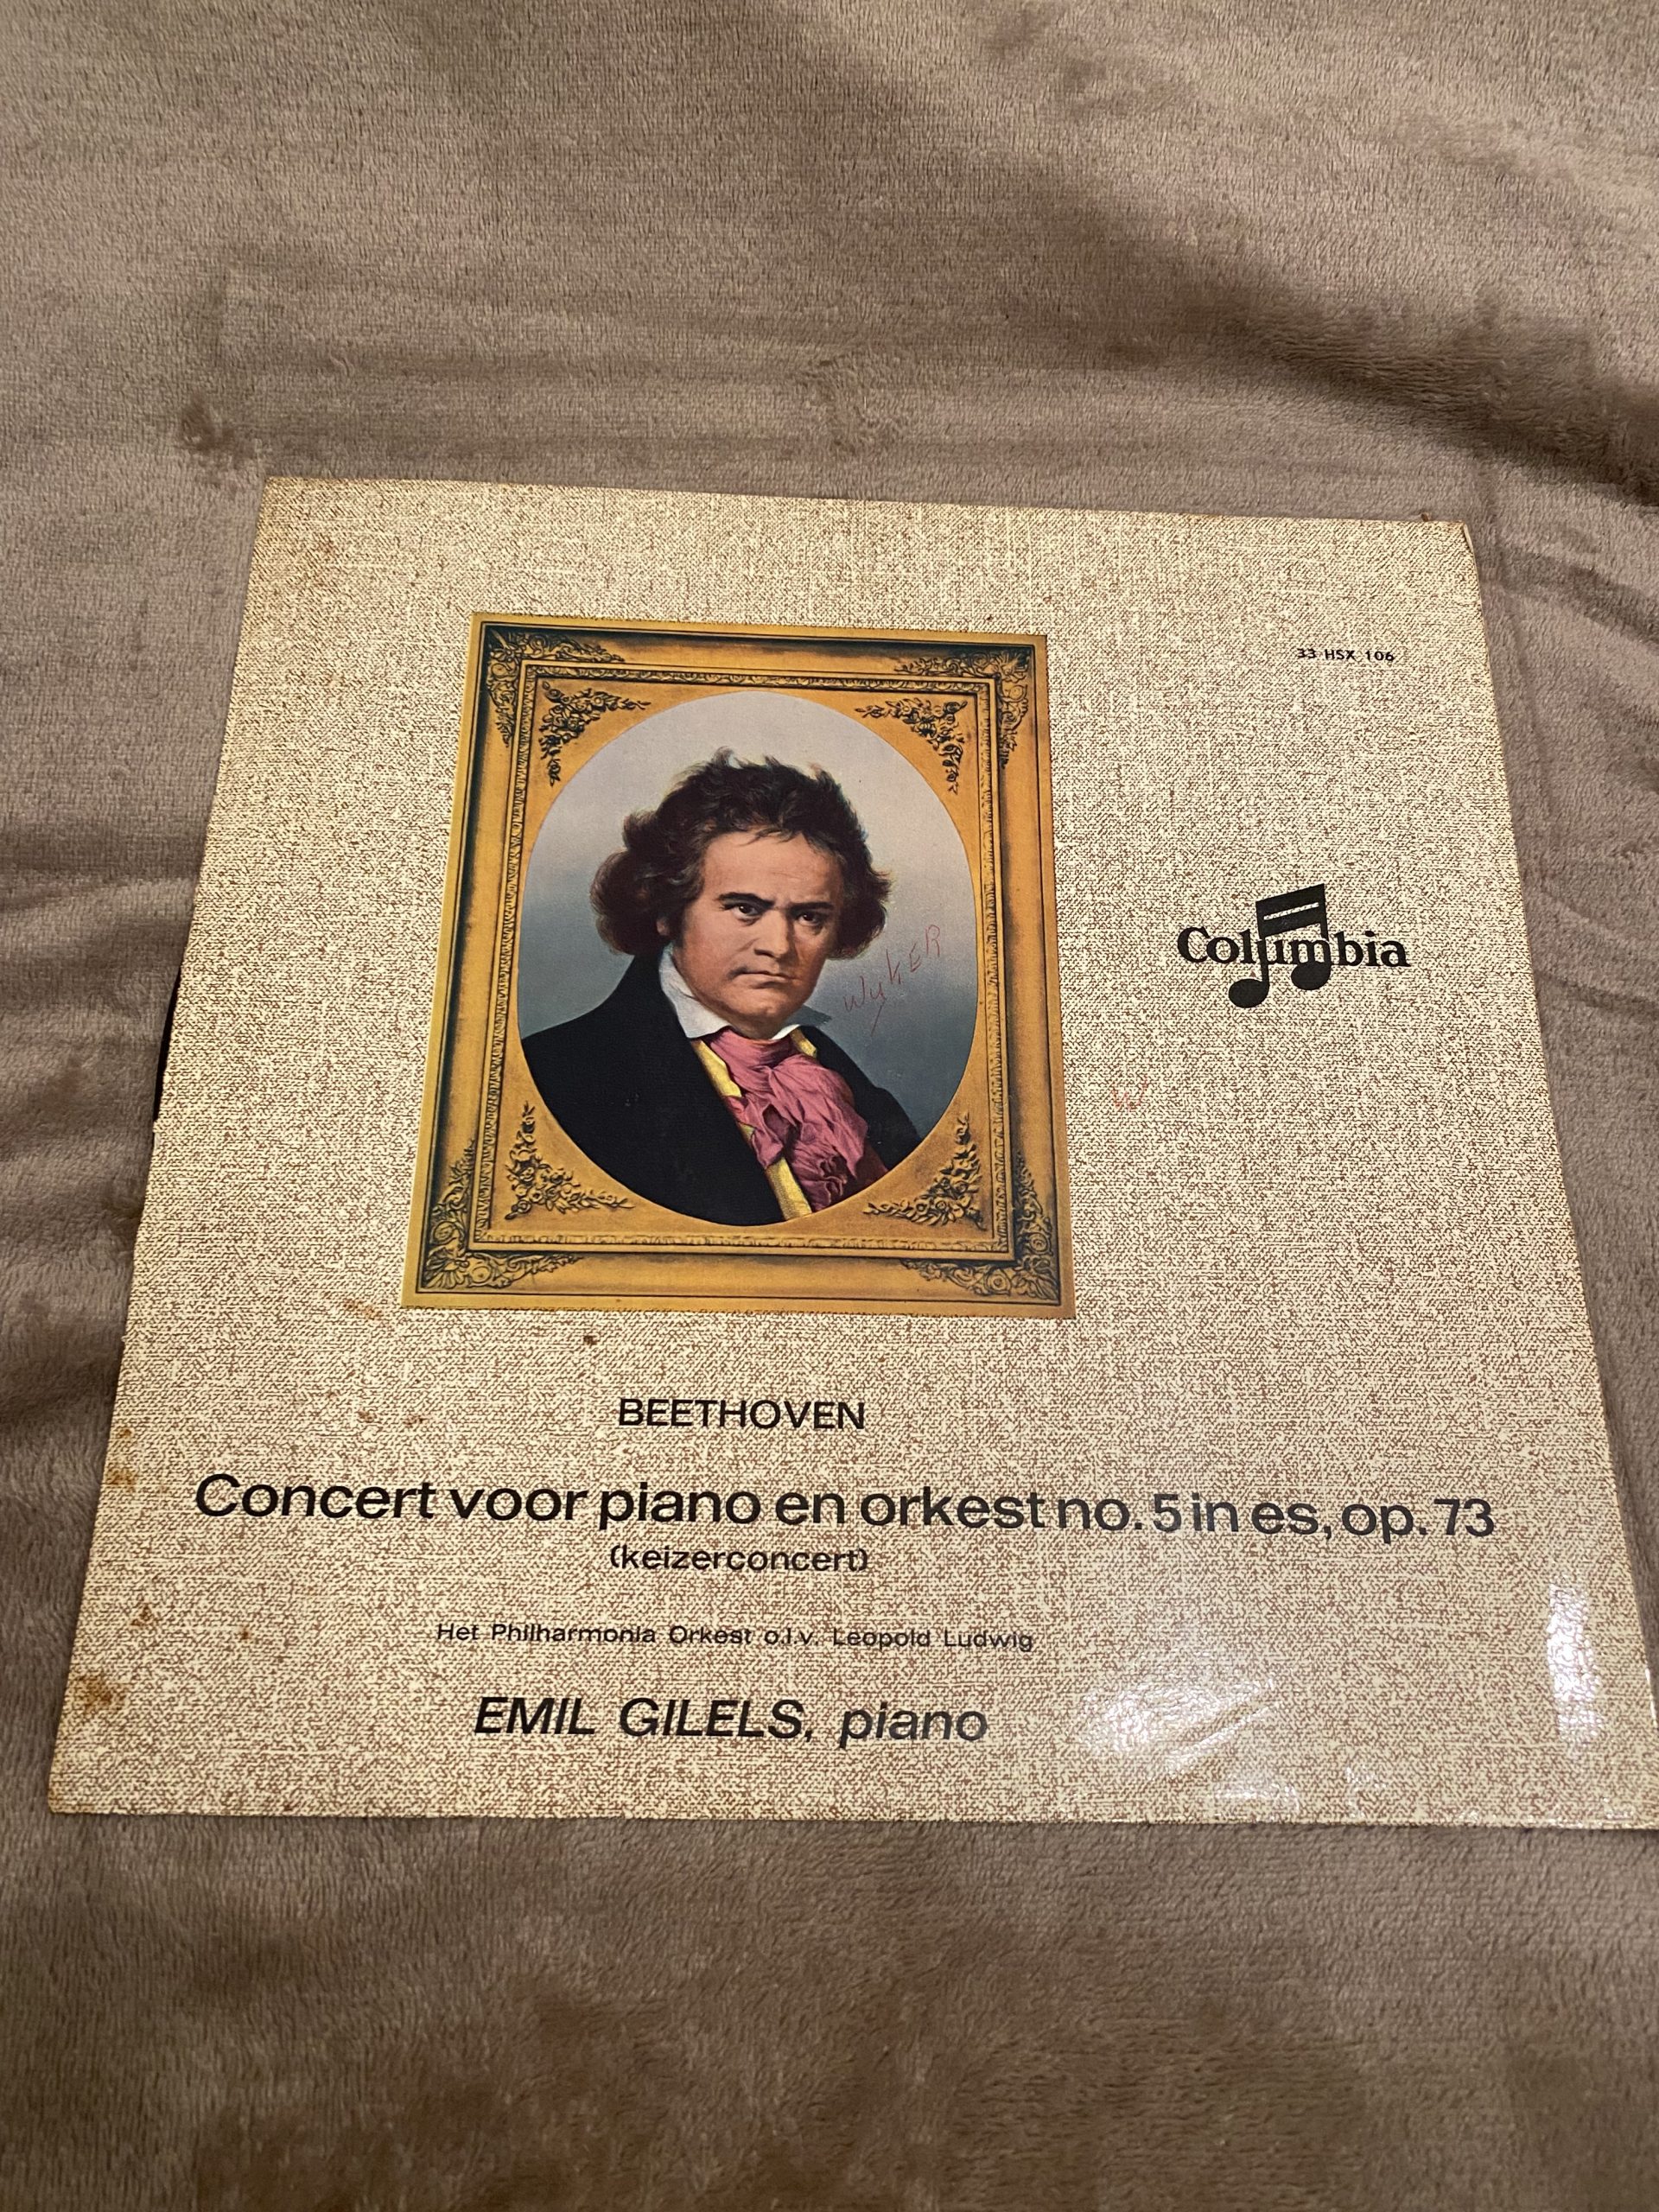 33 HSX 106
Columbia
WyKER
W
BEETHOVEN
Concert voor piano en orkest no. 5 in es, op. 73
(keizerconcert)
Het Philharmonia Orkest o.l.v. Leopold Ludwig
EMIL GILELS, piano